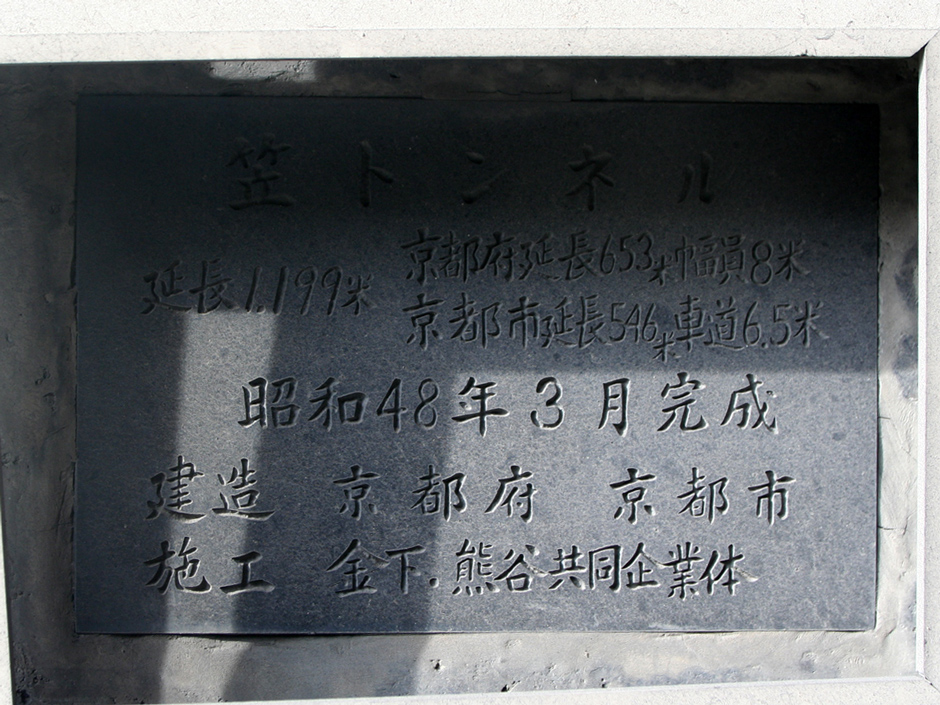 笠トンネル
延長1.199米
京都府延長653米幅員8米
京都市延長546米車道6.5米
昭和48年3月完成
建造 京都府 京都市
施工 金下.熊谷共同企業体